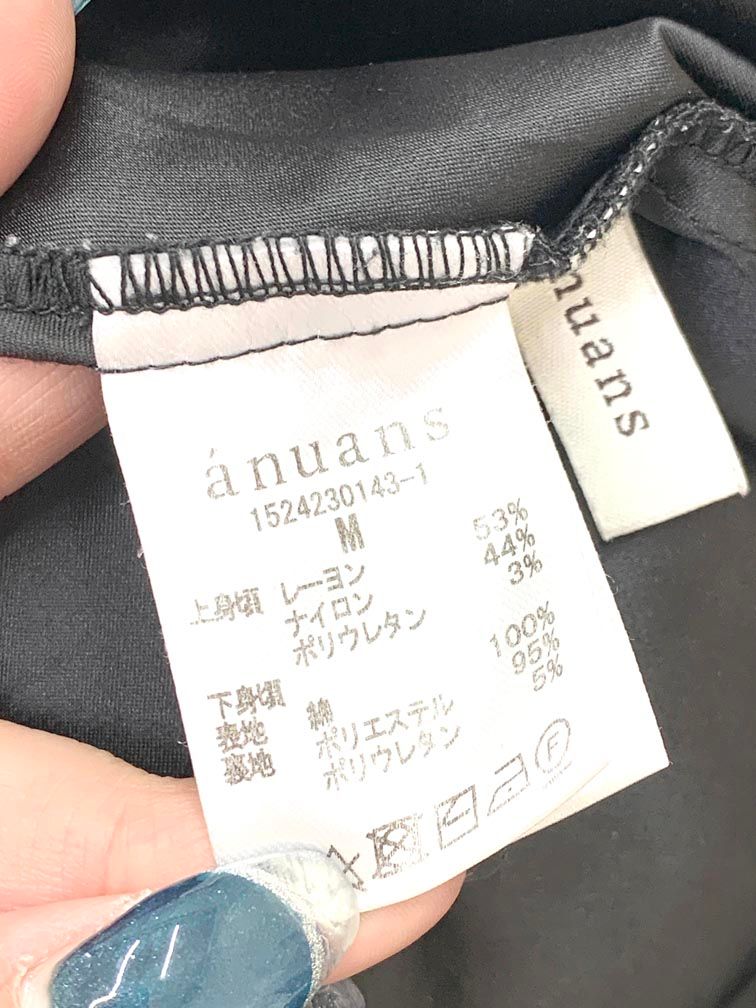 ánuans
1524230143-1
M
上身頃 レーヨン 53%
ナイロン 44%
ポリウレタン 3%
下身頃
表地 綿 100%
裏地 ポリエステル 95%
ポリウレタン 5%
F
nuans